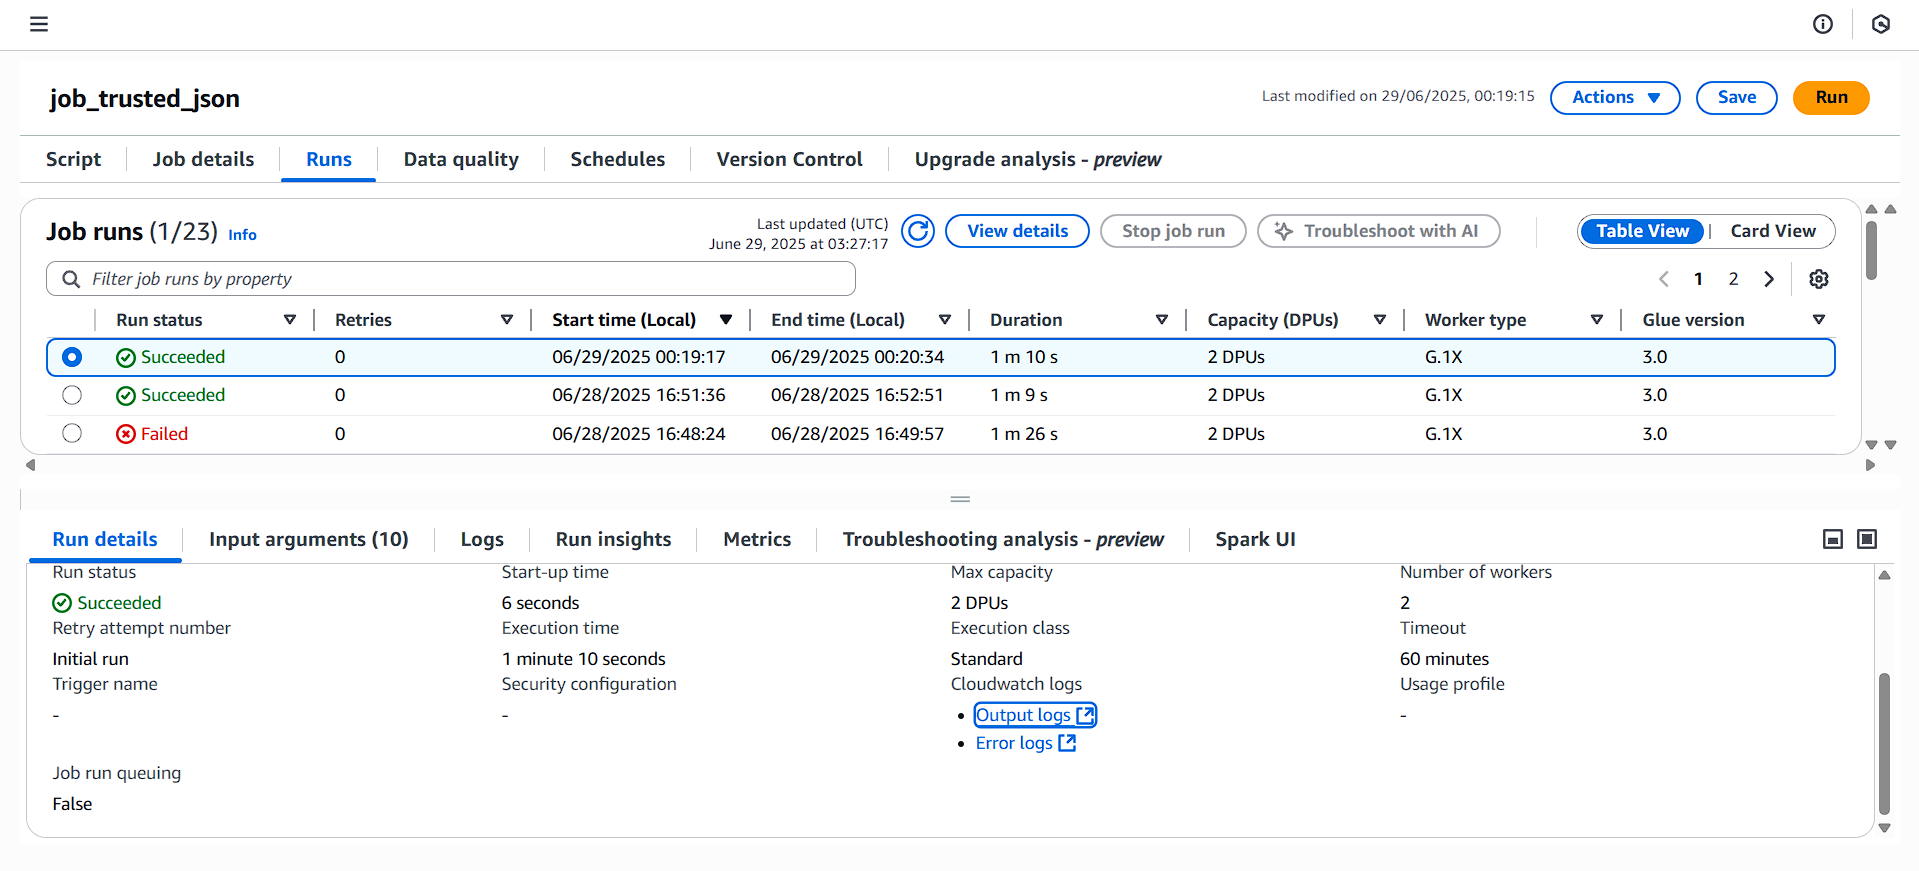 job_trusted_json
Last modified on 29/06/2025, 00:19:15
Actions
Save
Run
Script
Job details
Runs
Data quality
Schedules
Version Control
Upgrade analysis - preview
Job runs (1/23) Info
Last updated (UTC)
June 29, 2025 at 03:27:17
View details
Stop job run
Troubleshoot with AI
Table View
Card View
Filter job runs by property
1 2
Run status Retries Start time (Local) End time (Local) Duration Capacity (DPUs) Worker type Glue version
Succeeded 0 06/29/2025 00:19:17 06/29/2025 00:20:34 1 m 10 s 2 DPUs G.1X 3.0
Succeeded 0 06/28/2025 16:51:36 06/28/2025 16:52:51 1 m 9 s 2 DPUs G.1X 3.0
Failed 0 06/28/2025 16:48:24 06/28/2025 16:49:57 1 m 26 s 2 DPUs G.1X 3.0
Run details
Input arguments (10)
Logs
Run insights
Metrics
Troubleshooting analysis - preview
Spark UI
Run status Start-up time Max capacity Number of workers
Succeeded 6 seconds 2 DPUs 2
Retry attempt number Execution time Execution class Timeout
Initial run 1 minute 10 seconds Standard 60 minutes
Trigger name Security configuration Cloudwatch logs Usage profile
- - • Output logs -
• Error logs
Job run queuing
False